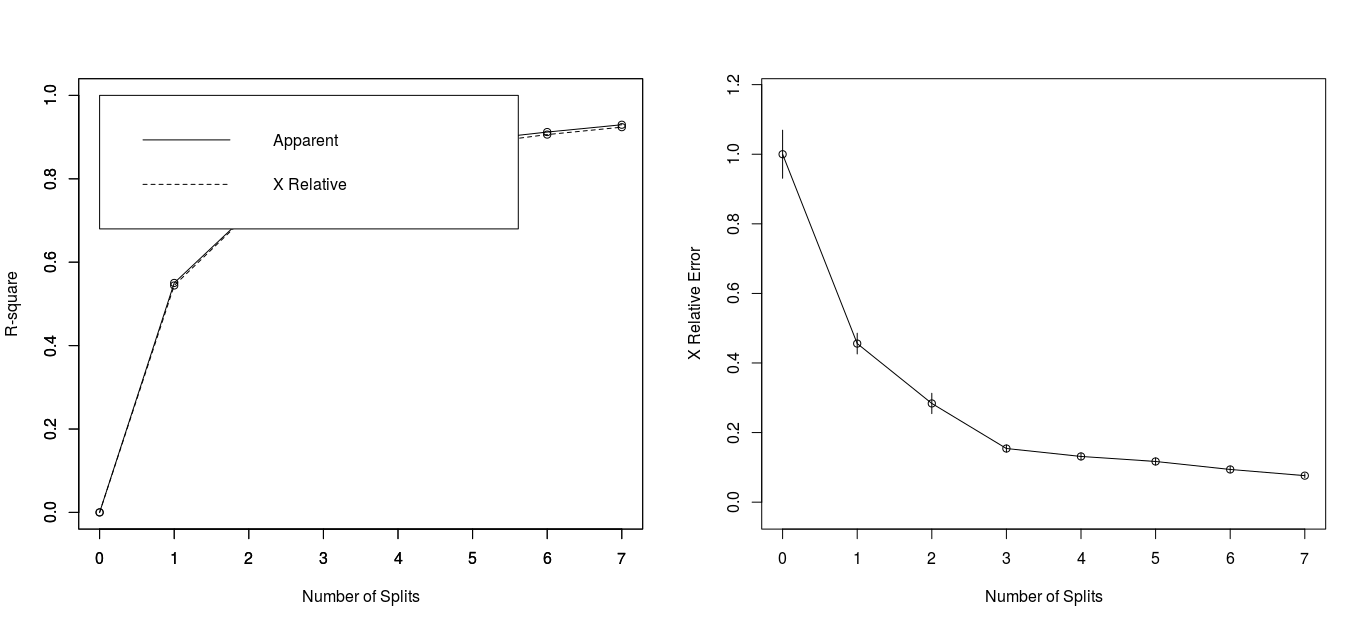 1.0
0.8
0.6
0.4
0.2
0.0
R-square
Apparent
X Relative
0 1 2 3 4 5 6 7
Number of Splits
1.2
1.0
0.8
0.6
0.4
0.2
0.0
X Relative Error
0 1 2 3 4 5 6 7
Number of Splits